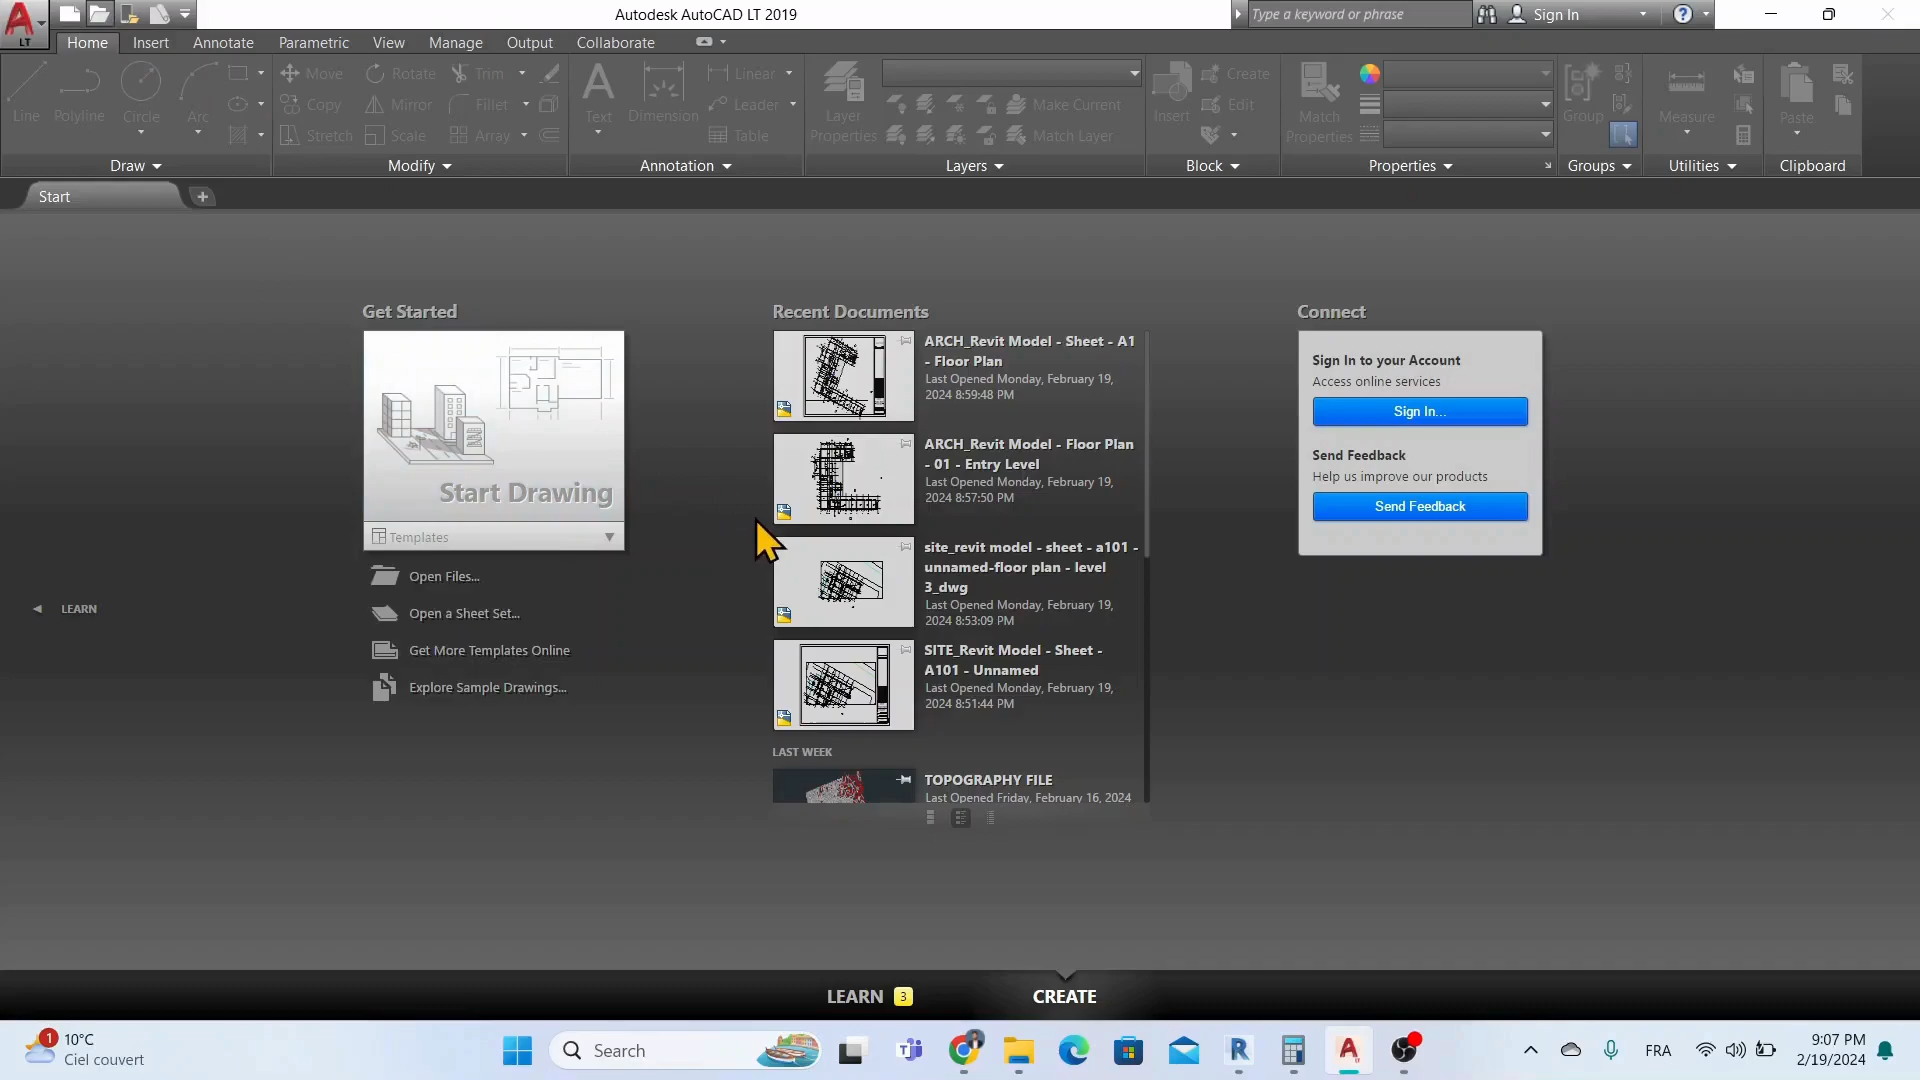 Autodesk AutoCAD LT 2019
Type a keyword or phrase
Sign In
LT
Home Insert Annotate Parametric View Manage Output Collaborate
Line Polyline Circle Arc
Move Rotate Trim
Copy Mirror Fillet
Stretch Scale Array
Text Dimension
Linear
Leader
Table
Layer Properties
Make Current
Match Layer
Insert
Create
Edit
Match Properties
Group
Measure
Paste
Draw Modify Annotation Layers Block Properties Groups Utilities Clipboard
Start
Get Started
Start Drawing
Templates
Open Files...
Open a Sheet Set...
Get More Templates Online
Explore Sample Drawings...
LEARN
Recent Documents
ARCH_Revit Model - Sheet - A1
- Floor Plan
Last Opened Monday, February 19,
2024 8:59:48 PM
ARCH_Revit Model - Floor Plan
- 01 - Entry Level
Last Opened Monday, February 19,
2024 8:57:50 PM
site_revit model - sheet - a101 -
unnamed-floor plan - level
3_dwg
Last Opened Monday, February 19,
2024 8:53:09 PM
SITE_Revit Model - Sheet -
A101 - Unnamed
Last Opened Monday, February 19,
2024 8:51:44 PM
LAST WEEK
TOPOGRAPHY FILE
Last Opened Friday, February 16, 2024
Connect
Sign In to your Account
Access online services
Sign In...
Send Feedback
Help us improve our products
Send Feedback
LEARN 3 CREATE
1
10°C
Ciel couvert
Search
FRA
9:07 PM
2/19/2024